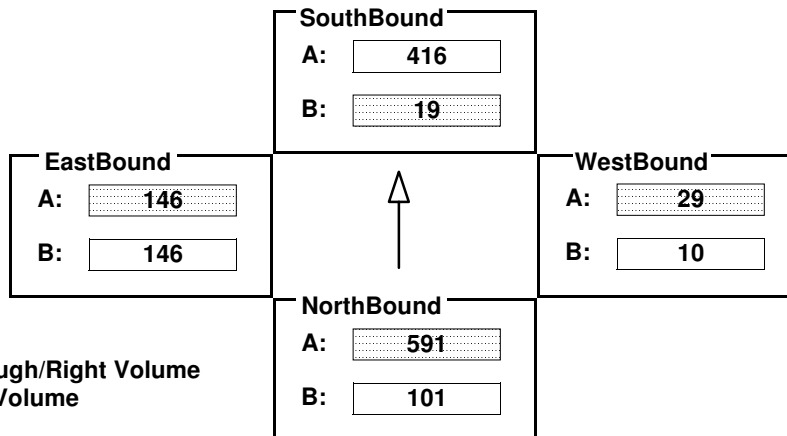 SouthBound
A: 416
B: 19
EastBound
A: 146
B: 146
WestBound
A: 29
B: 10
NorthBound
A: 591
B: 101
ugh/Right Volume
Volume